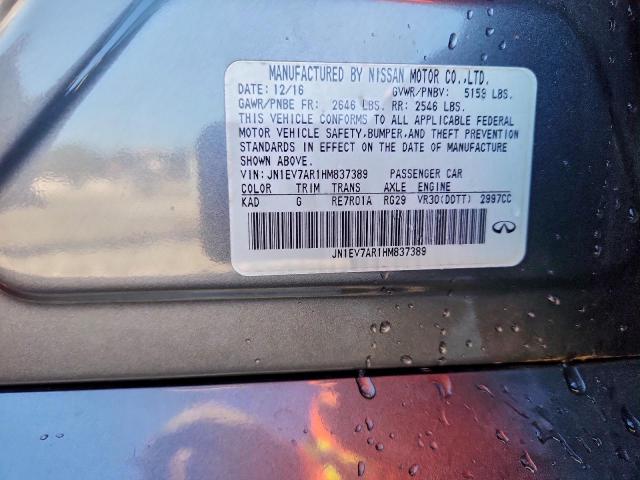 MANUFACTURED BY NISSAN MOTOR CO.,LTD.
DATE: 12/16 GVWR/PNBV: 5159 LBS.
GAWR/PNBE FR: 2646 LBS. RR: 2546 LBS.
THIS VEHICLE CONFORMS TO ALL APPLICABLE FEDERAL
MOTOR VEHICLE SAFETY,BUMPER,AND THEFT PREVENTION
STANDARDS IN EFFECT ON THE DATE OF MANUFACTURE
SHOWN ABOVE.
VIN: JN1EV7AR1HM837389 PASSENGER CAR
COLOR TRIM TRANS AXLE ENGINE
KAD G RE7R01A RG29 VR30(DDTT) 2997CC
JN1EV7AR1HM837389